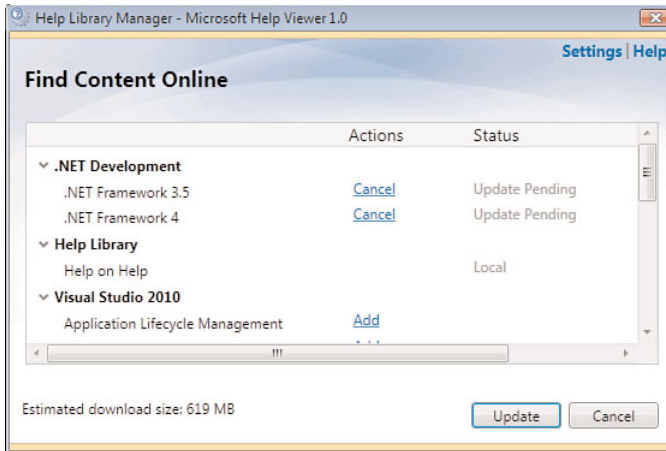 Help Library Manager - Microsoft Help Viewer 1.0
Settings | Help
Find Content Online
Actions Status
.NET Development
.NET Framework 3.5 Cancel Update Pending
.NET Framework 4 Cancel Update Pending
Help Library
Help on Help Local
Visual Studio 2010
Application Lifecycle Management Add
Estimated download size: 619 MB
Update Cancel